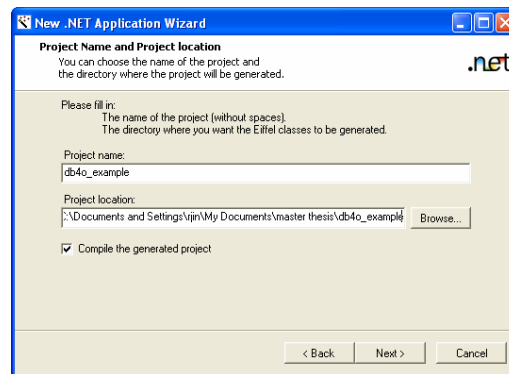 New .NET Application Wizard
Project Name and Project location
You can choose the name of the project and
the directory where the project will be generated.
.net
Please fill in:
The name of the project (without spaces).
The directory where you want the Eiffel classes to be generated.
Project name:
db4o_example
Project location:
:\Documents and Settings\rjin\My Documents\master thesis\db4o_example
Browse...
Compile the generated project
< Back
Next >
Cancel